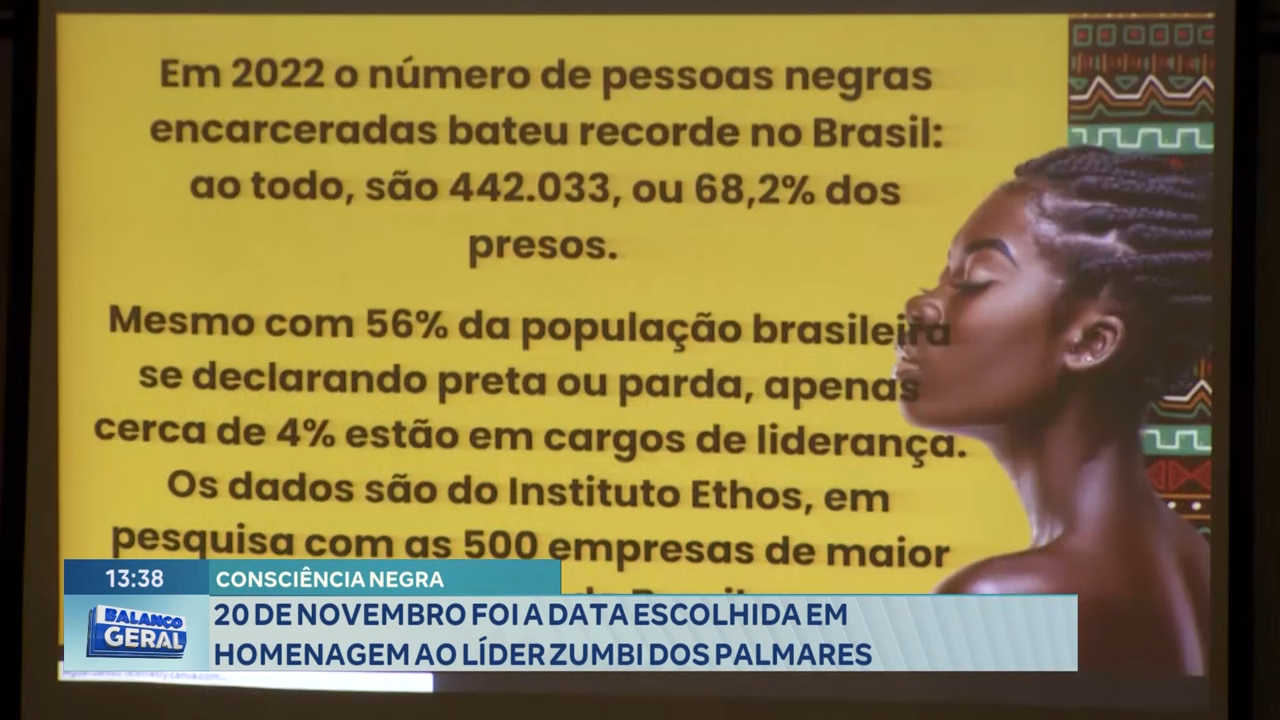 Em 2022 o número de pessoas negras
encarceradas bateu recorde no Brasil:
ao todo, são 442.033, ou 68,2% dos
presos.
Mesmo com 56% da população brasileira
se declarando preta ou parda, apenas
cerca de 4% estão em cargos de liderança.
Os dados são do Instituto Ethos, em
pesquisa com as 500 empresas de maior
13:38
CONSCIÊNCIA NEGRA
BALANÇO
GERAL
20 DE NOVEMBRO FOI A DATA ESCOLHIDA EM
HOMENAGEM AO LÍDER ZUMBI DOS PALMARES